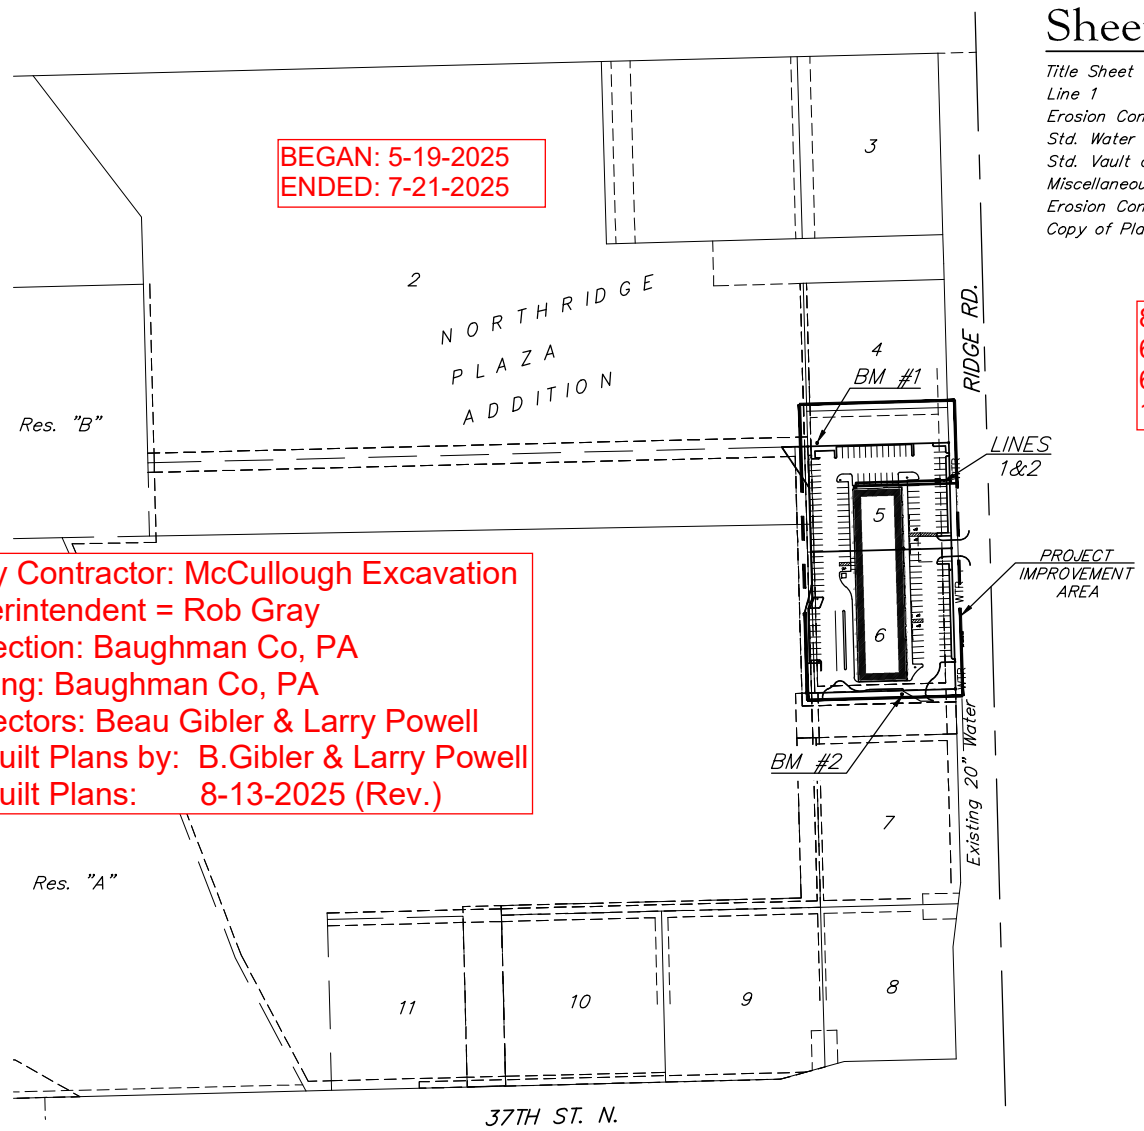 Shee
Title Sheet
Line 1
Erosion Con
Std. Water
Std. Vault
Miscellaneou
Erosion Con
Copy of Pla
BEGAN: 5-19-2025
ENDED: 7-21-2025
3
2
NORTHRIDGE
PLAZA
ADDITION
RIDGE RD.
4
BM #1
Res. "B"
LINES
1&2
WTR
5
PROJECT
IMPROVEMENT
AREA
WTR
6
WTR
y Contractor: McCullough Excavation
erintendent = Rob Gray
ection: Baughman Co, PA
ing: Baughman Co, PA
ectors: Beau Gibler & Larry Powell
uilt Plans by: B.Gibler & Larry Powell
uilt Plans: 8-13-2025 (Rev.)
BM #2
Existing 20" Water
7
Res. "A"
11
10
9
8
37TH ST. N.